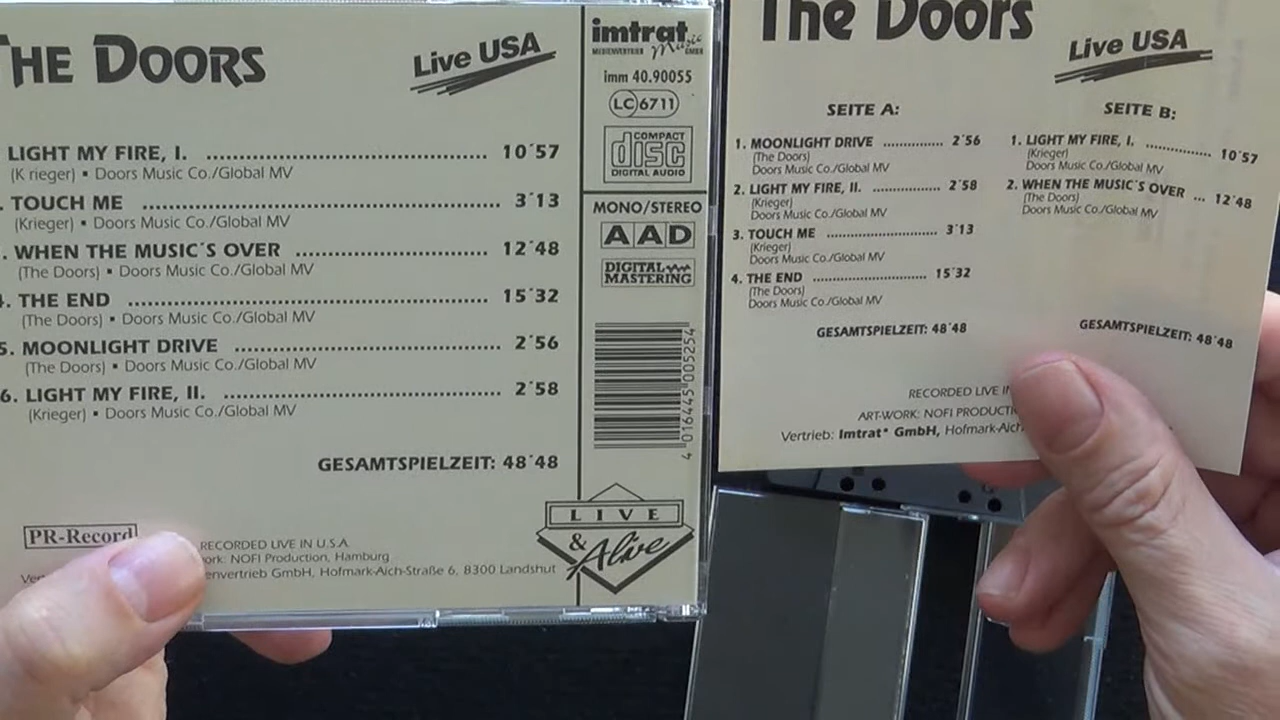 THE DOORS
Live USA
LIGHT MY FIRE, I. 10´57
(K rieger) ▪ Doors Music Co./Global MV
. TOUCH ME 3´13
(Krieger) ▪ Doors Music Co./Global MV
. WHEN THE MUSIC´S OVER 12´48
(The Doors) ▪ Doors Music Co./Global MV
4. THE END 15´32
(The Doors) ▪ Doors Music Co./Global MV
5. MOONLIGHT DRIVE 2´56
(The Doors) ▪ Doors Music Co./Global MV
6. LIGHT MY FIRE, II. 2´58
(Krieger) ▪ Doors Music Co./Global MV
GESAMTSPIELZEIT: 48´48
PR-Record
RECORDED LIVE IN U.S.A.
NOFI Production, Hamburg
GmbH, Hofmark-Aich-Straße 6, 8300 Landshut
imtrat
MEDIENVERTRIEB Music GMBH
imm 40.90055
LC 6711
COMPACT
disc
DIGITAL AUDIO
MONO/STEREO
AAD
DIGITAL
MASTERING
4 016445 005254
LIVE
& Alive
The Doors
Live USA
SEITE A:
1. MOONLIGHT DRIVE 2´56
(The Doors)
Doors Music Co./Global MV
2. LIGHT MY FIRE, II. 2´58
(Krieger)
Doors Music Co./Global MV
3. TOUCH ME 3´13
(Krieger)
Doors Music Co./Global MV
4. THE END 15´32
(The Doors)
Doors Music Co./Global MV
GESAMTSPIELZEIT: 48´48
SEITE B:
1. LIGHT MY FIRE, I. 10´57
(Krieger)
Doors Music Co./Global MV
2. WHEN THE MUSIC´S OVER ... 12´48
(The Doors)
Doors Music Co./Global MV
GESAMTSPIELZEIT: 48´48
RECORDED LIVE IN
ART-WORK: NOFI
Vertrieb: Imtrat* GmbH, Hofmark-Aich-